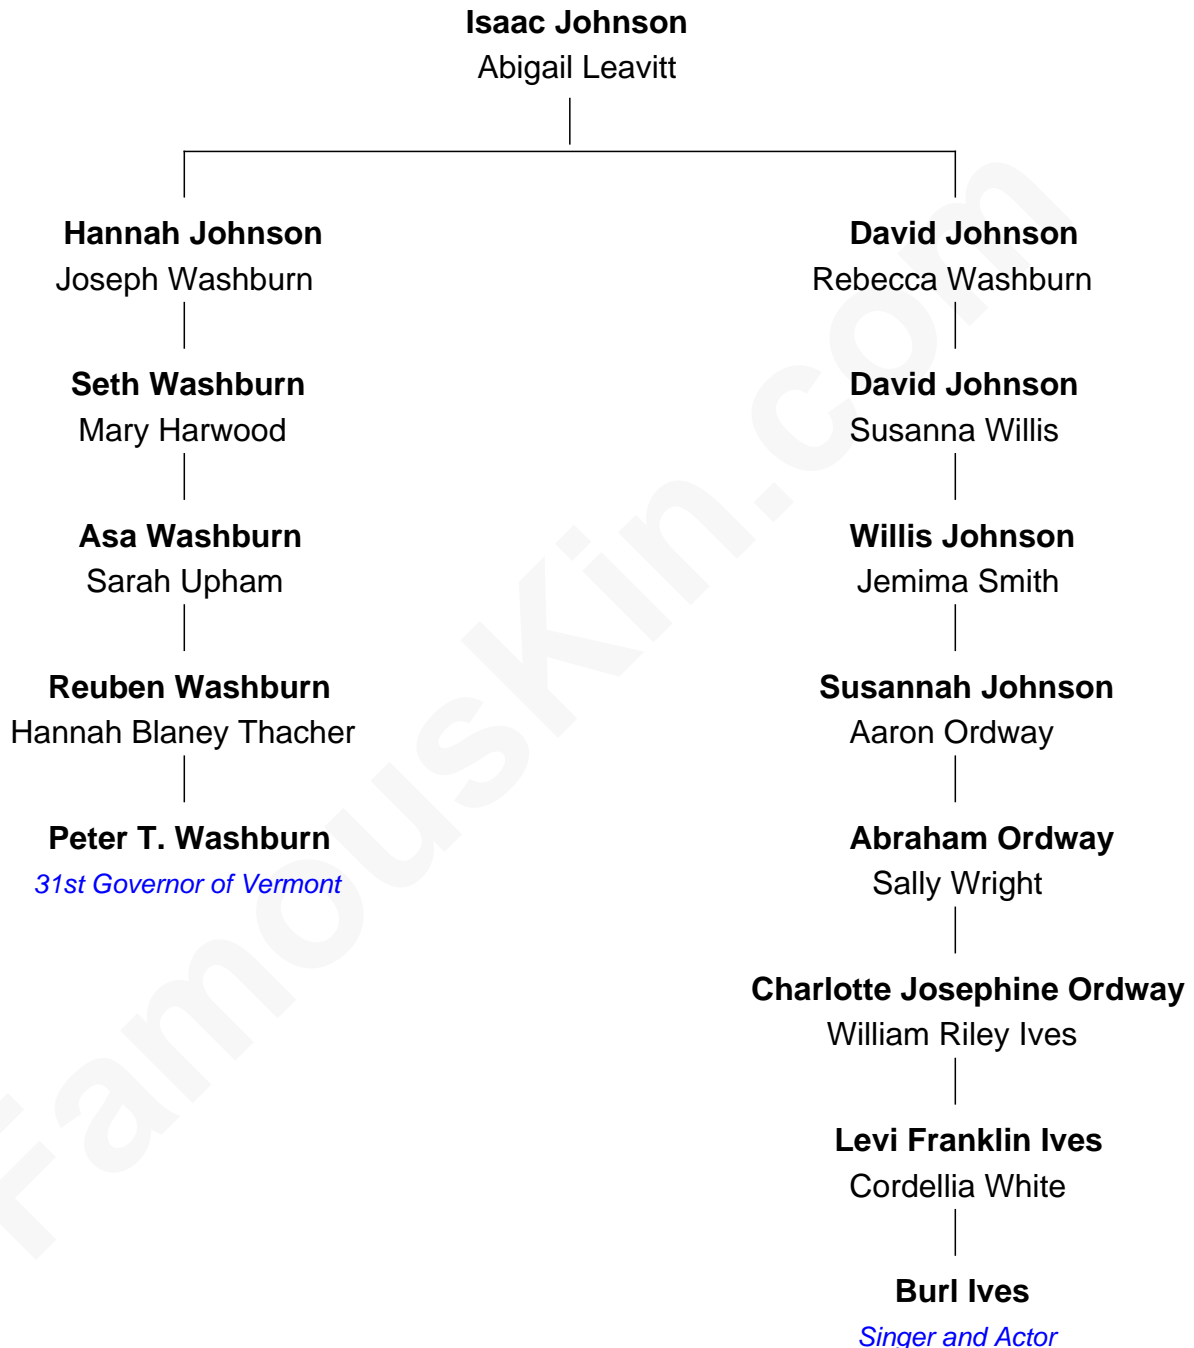 Isaac Johnson
Abigail Leavitt
Hannah Johnson
Joseph Washburn
Seth Washburn
Mary Harwood
Asa Washburn
Sarah Upham
Reuben Washburn
Hannah Blaney Thacher
Peter T. Washburn
31st Governor of Vermont
David Johnson
Rebecca Washburn
David Johnson
Susanna Willis
Willis Johnson
Jemima Smith
Susannah Johnson
Aaron Ordway
Abraham Ordway
Sally Wright
Charlotte Josephine Ordway
William Riley Ives
Levi Franklin Ives
Cordellia White
Burl Ives
Singer and Actor
FamousKin.com